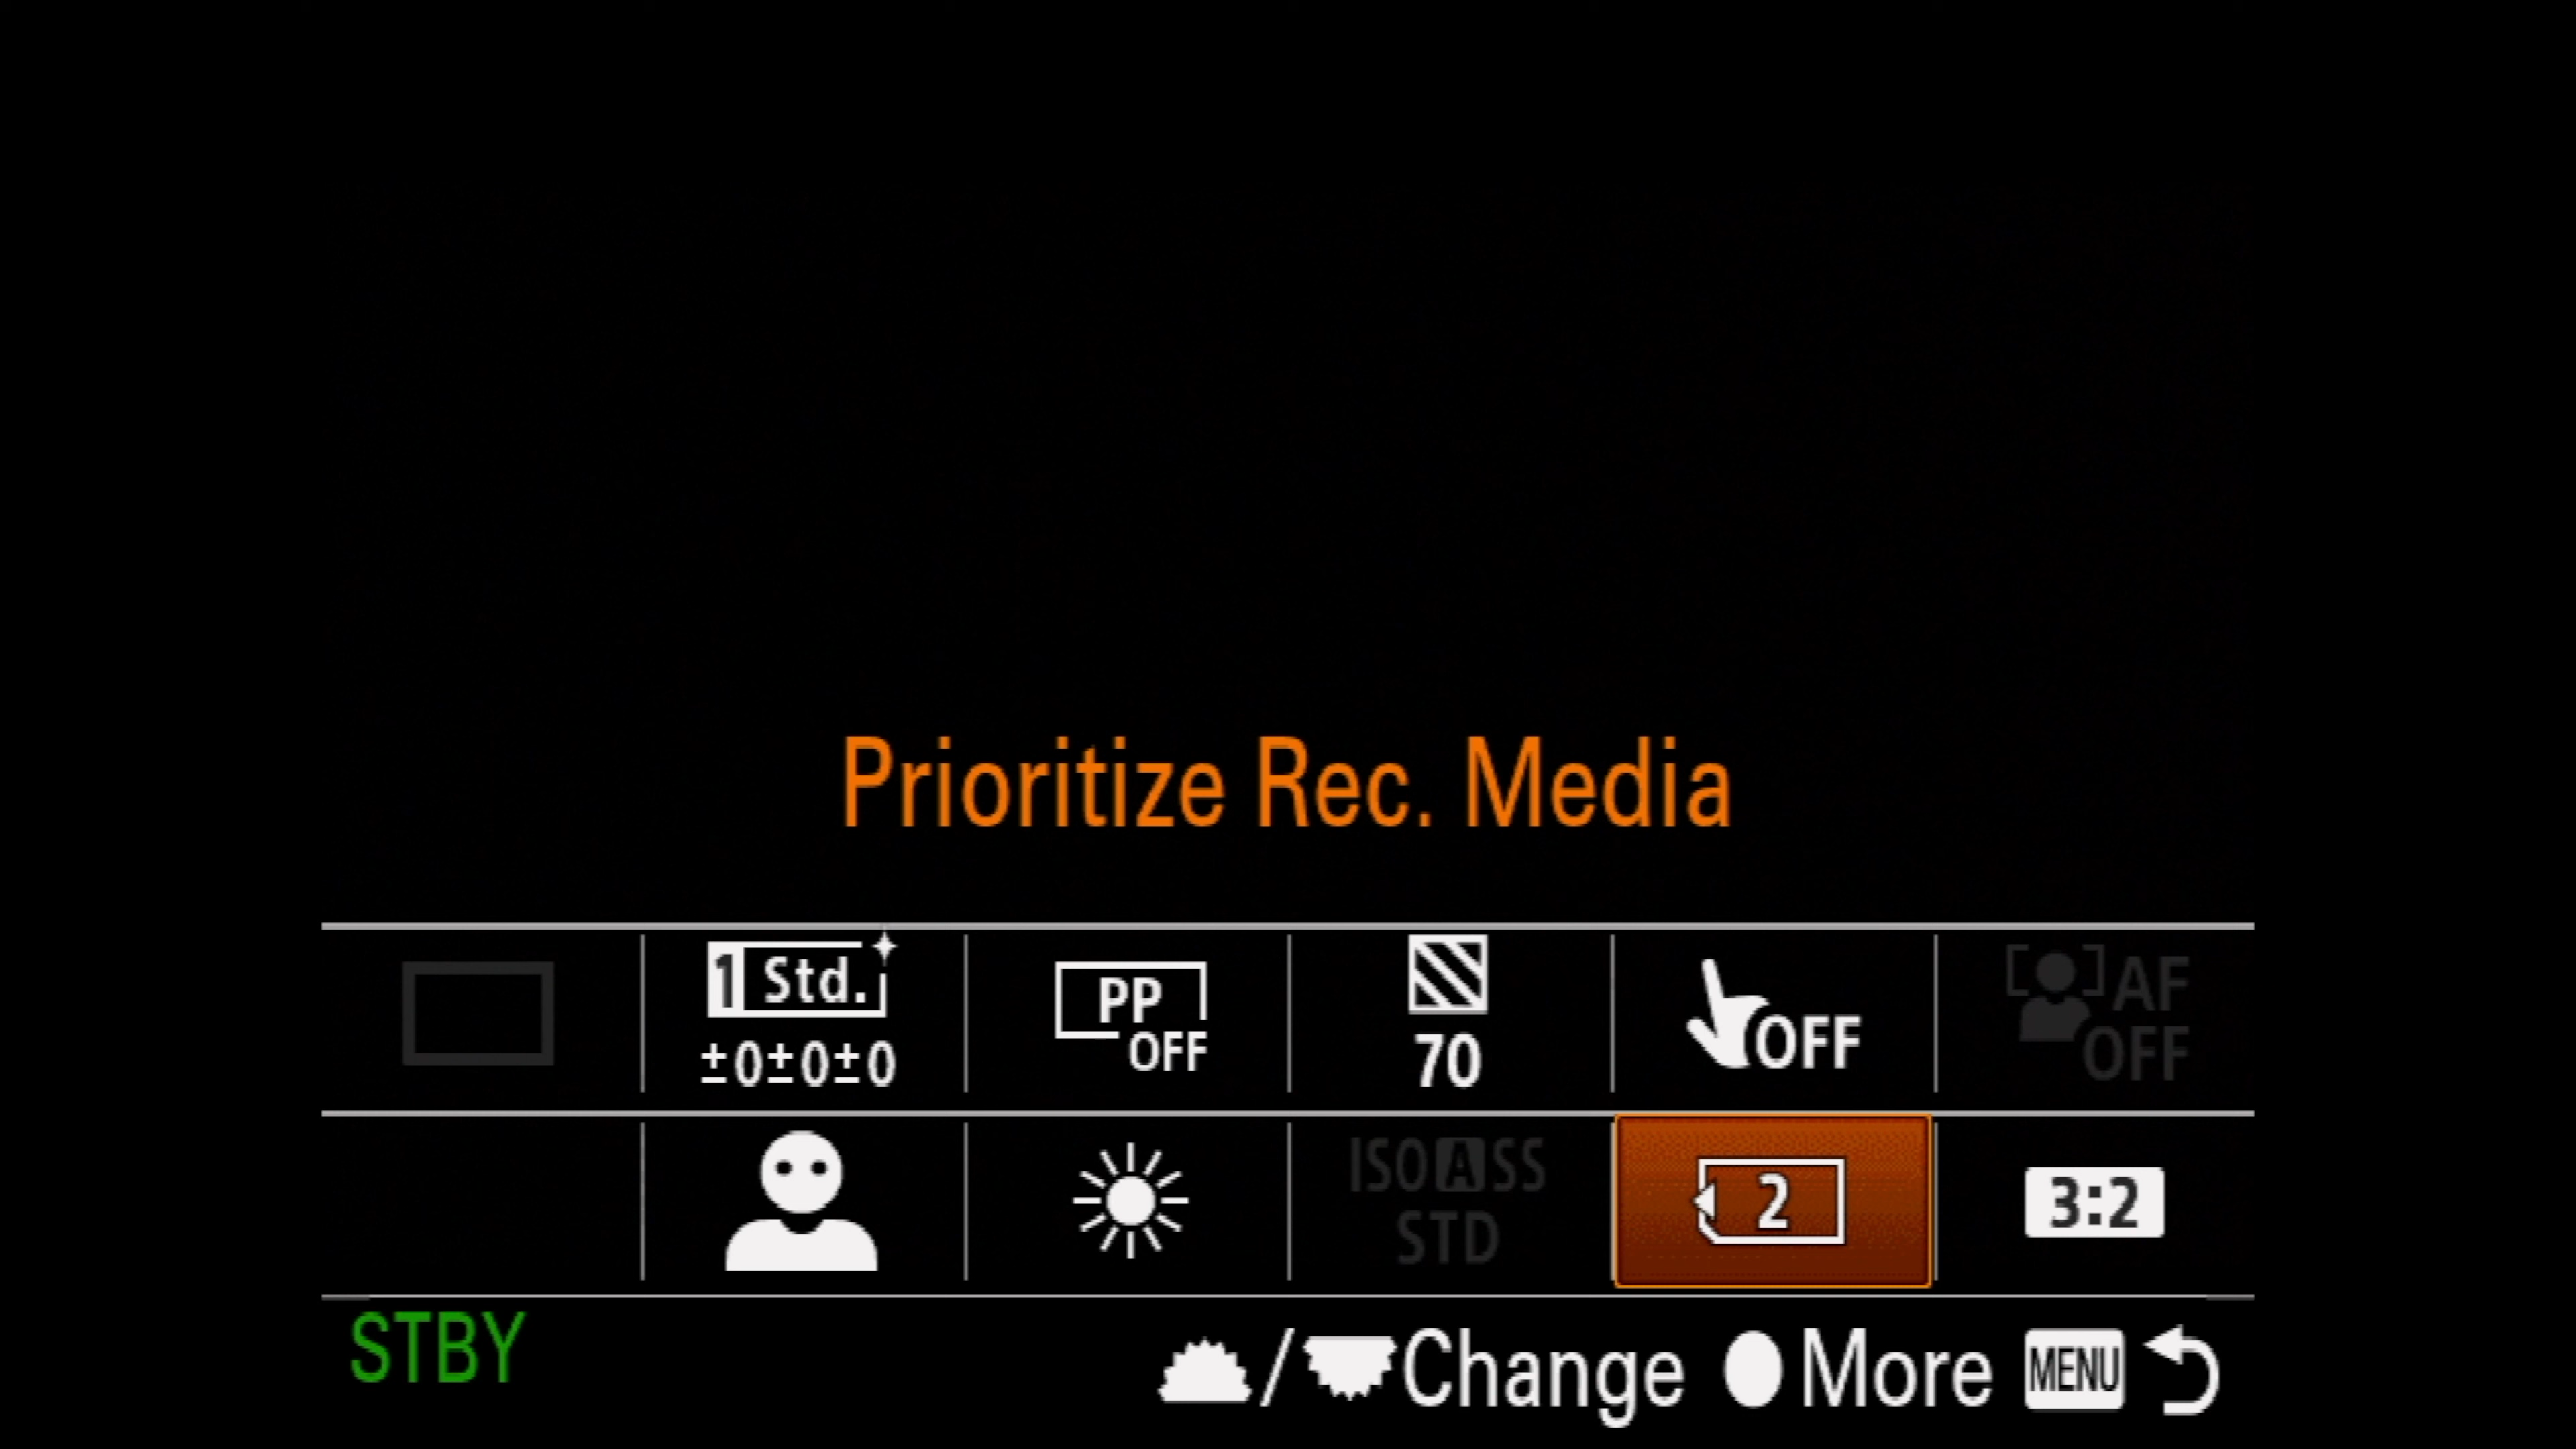 Prioritize Rec. Media
1 Std.
±0±0±0
PP
OFF
70
OFF
AF
OFF
ISO A SS
STD
2
3:2
STBY
/ Change More MENU